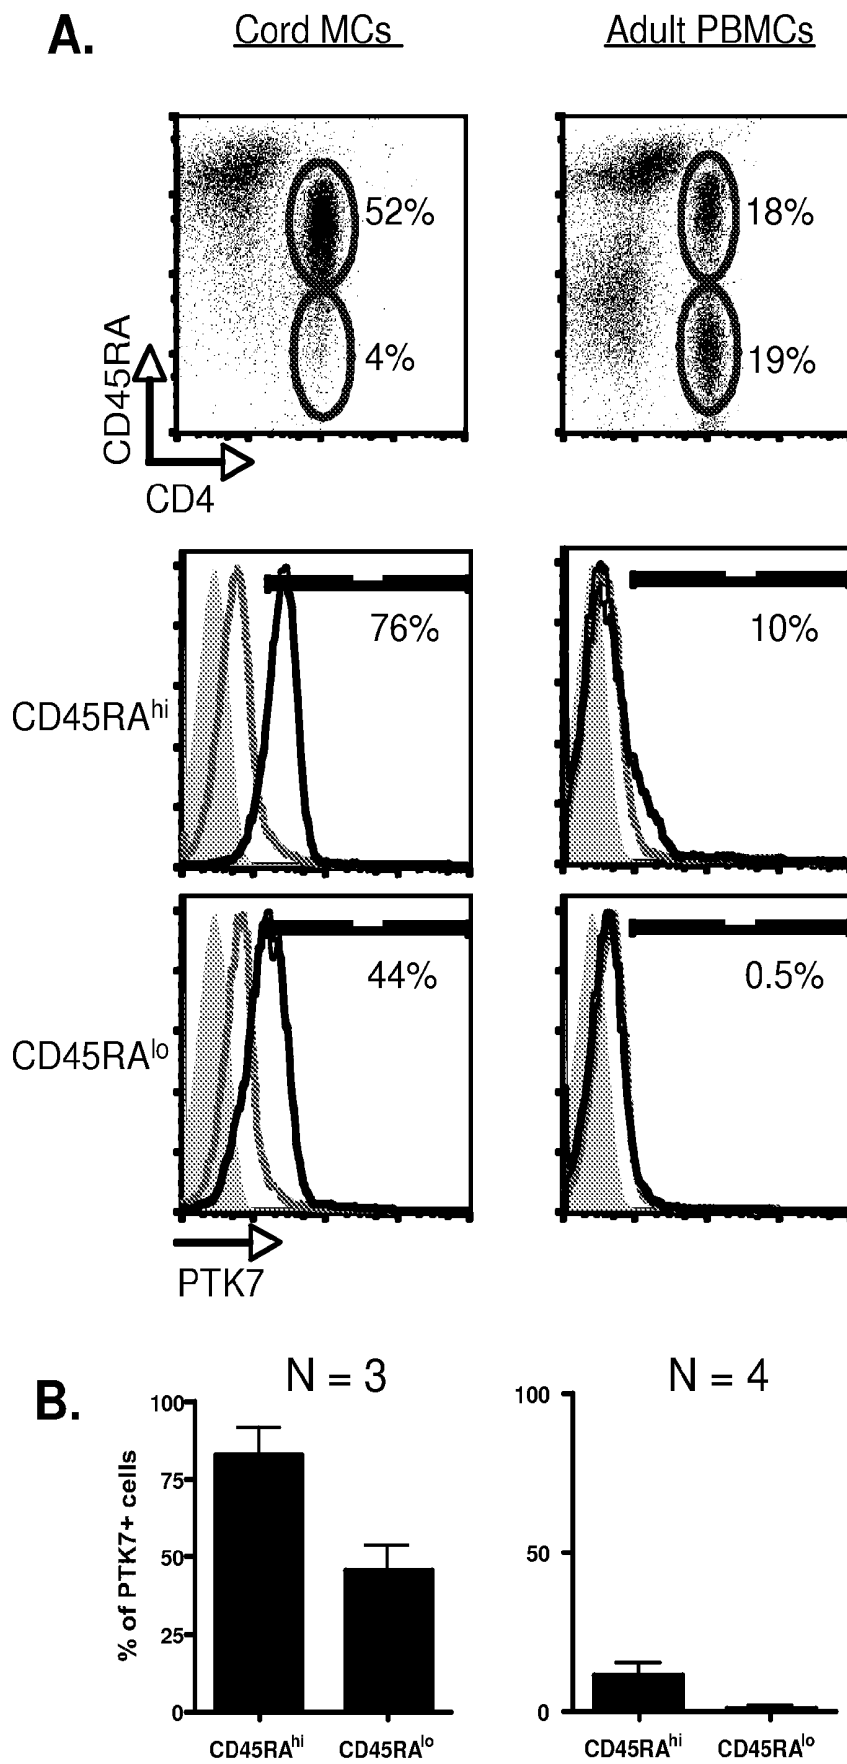 A.
Cord MCs
Adult PBMCs
52%
18%
4%
19%
CD45RA
CD4
76%
10%
CD45RAhi
44%
0.5%
CD45RAlo
PTK7
B.
N = 3
N = 4
% of PTK7+ cells
100
75
50
25
0
CD45RAhi
CD45RAlo
100
50
0
CD45RAhi
CD45RAlo